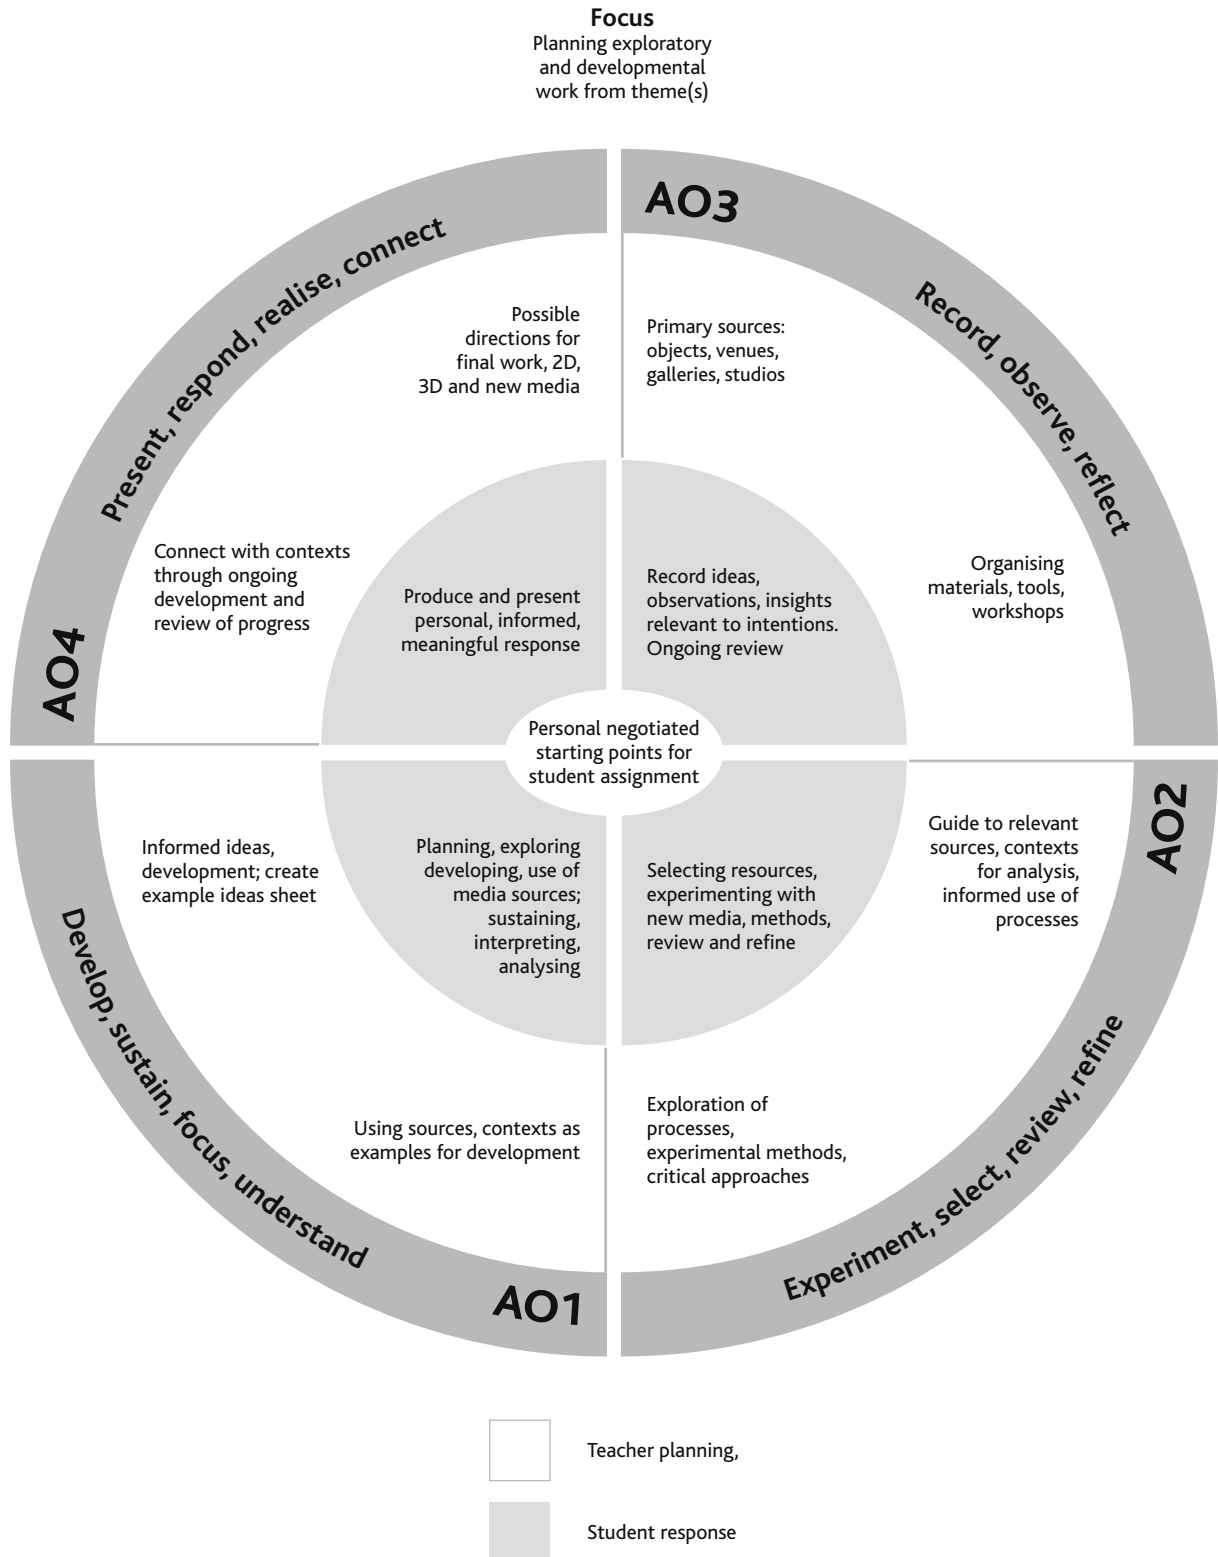 Focus
Planning exploratory
and developmental
work from theme(s)
AO3
Record, observe, reflect
Present, respond, realise, connect
AO4
Possible
directions for
final work, 2D,
3D and new media
Primary sources:
objects, venues,
galleries, studios
Connect with contexts
through ongoing
development and
review of progress
Organising
materials, tools,
workshops
Produce and present
personal, informed,
meaningful response
Record ideas,
observations, insights
relevant to intentions.
Ongoing review
Personal negotiated
starting points for
student assignment
Informed ideas,
development; create
example ideas sheet
Planning, exploring
developing, use of
media sources;
sustaining,
interpreting,
analysing
Selecting resources,
experimenting with
new media, methods,
review and refine
Guide to relevant
sources, contexts
for analysis,
informed use of
processes
AO2
Experiment, select, review, refine
Develop, sustain, focus, understand
AO1
Using sources, contexts as
examples for development
Exploration of
processes,
experimental methods,
critical approaches
Teacher planning,
Student response